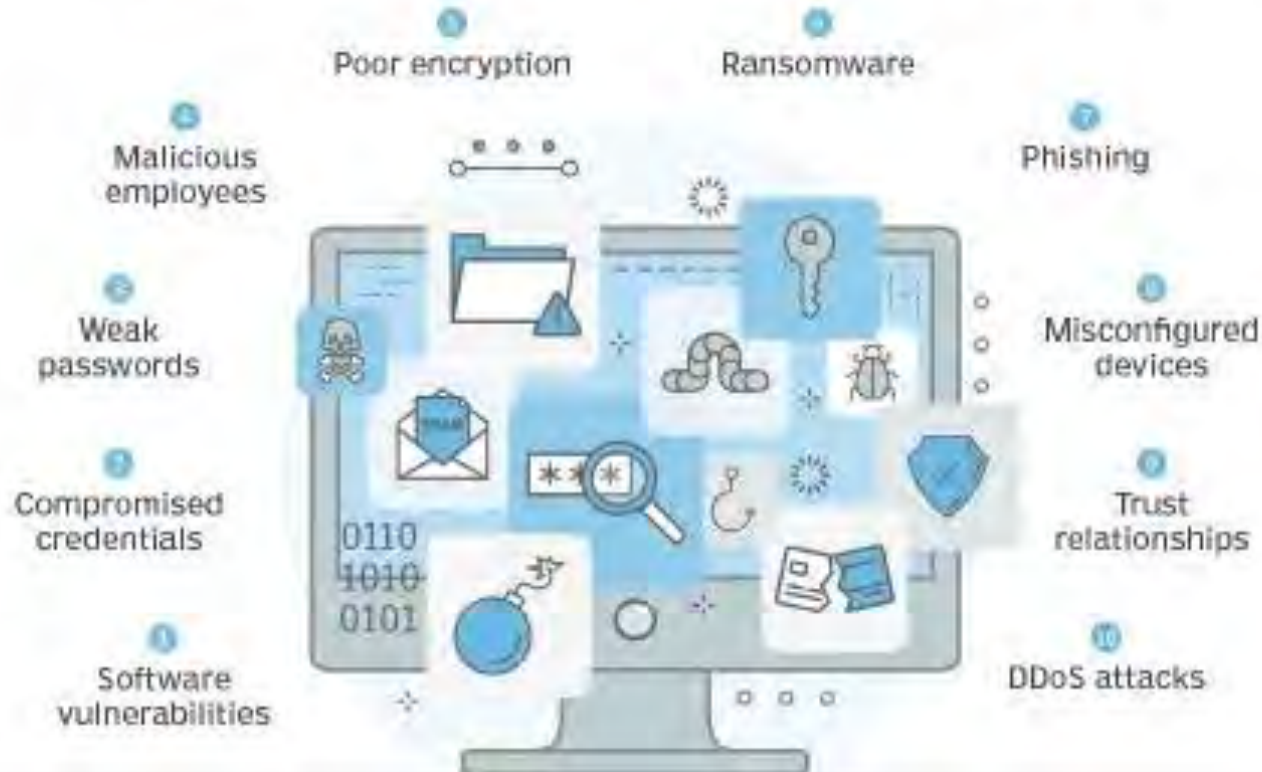 Poor encryption
Ransomware
Malicious
employees
Phishing
Weak
passwords
Misconfigured
devices
Compromised
credentials
Trust
relationships
0110
1010
0101
Software
vulnerabilities
10
DDoS attacks